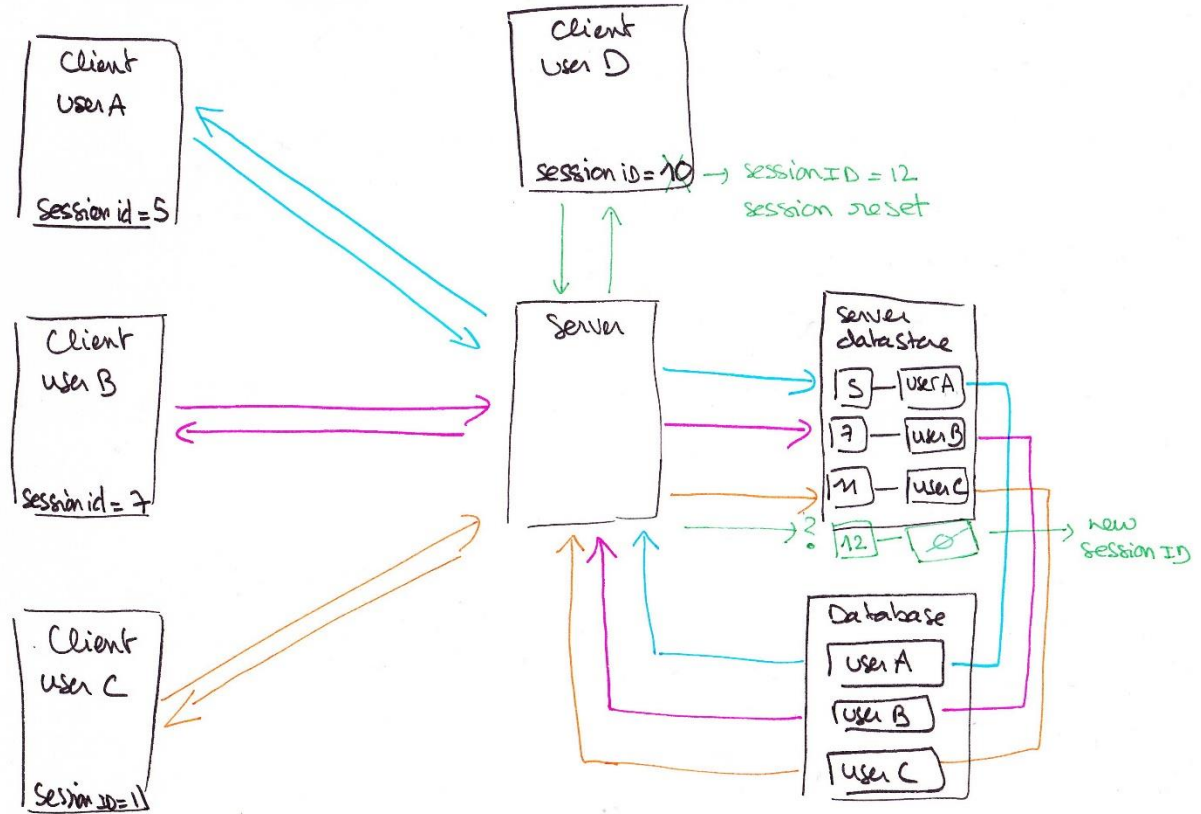 Client
user A
session id = 5
Client
user D
session iD = 10
→ session ID = 12
session reset
Client
user B
session id = 7
Server
server
datastore
5 — user A
7 — user B
11 — user C
? 12 — ∅ → new
session ID
Client
user C
session ID = 11
Database
user A
user B
user C